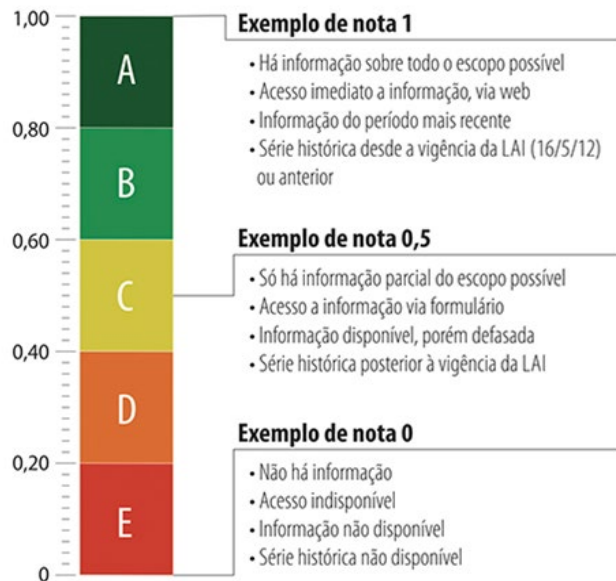 1,00
0,80
0,60
0,40
0,20
0
A
B
C
D
E
Exemplo de nota 1
• Há informação sobre todo o escopo possível
• Acesso imediato a informação, via web
• Informação do período mais recente
• Série histórica desde a vigência da LAI (16/5/12)
ou anterior
Exemplo de nota 0,5
• Só há informação parcial do escopo possível
• Acesso a informação via formulário
• Informação disponível, porém defasada
• Série histórica posterior à vigência da LAI
Exemplo de nota 0
• Não há informação
• Acesso indisponível
• Informação não disponível
• Série histórica não disponível